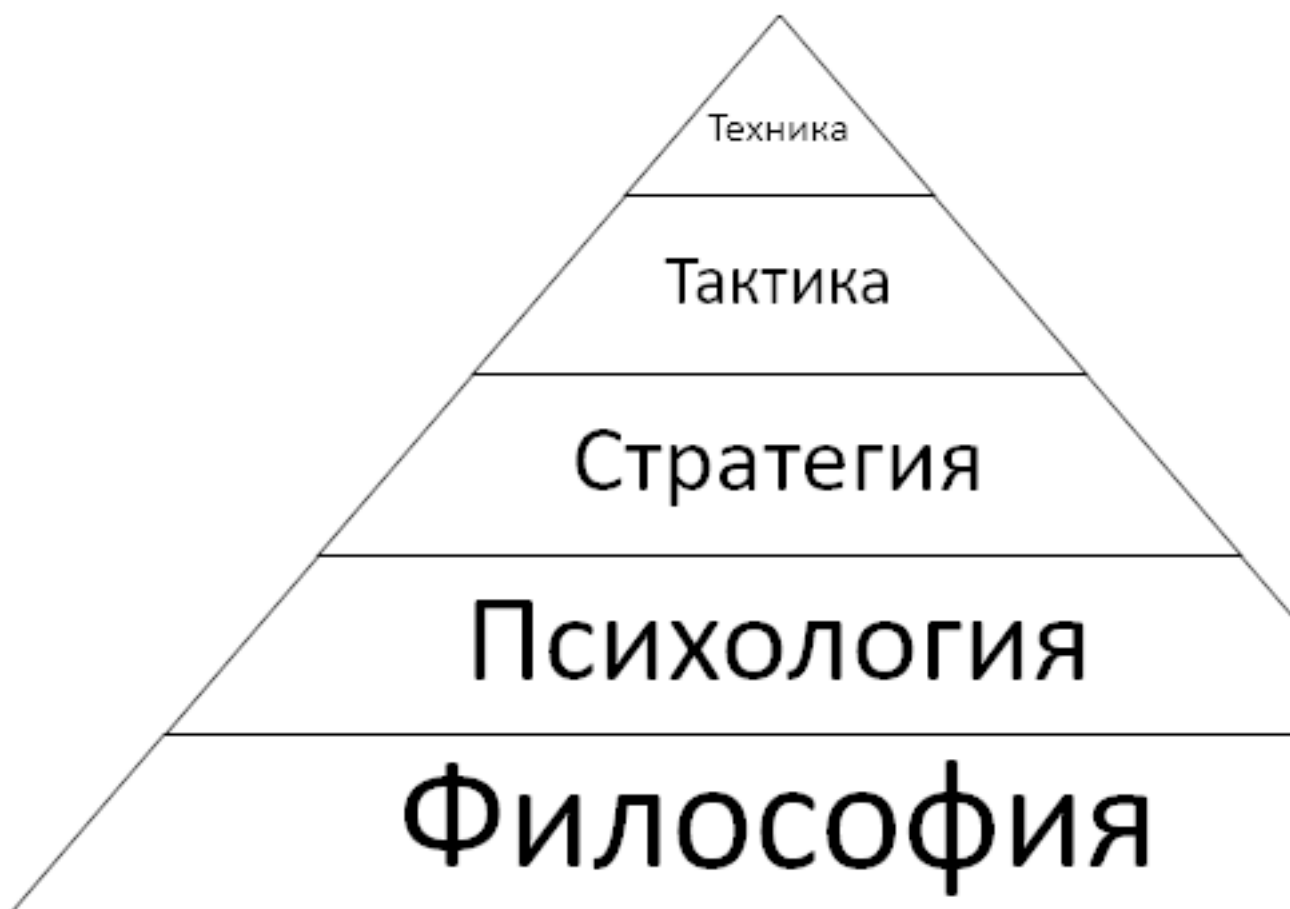 Техника
Тактика
Стратегия
Психология
Философия